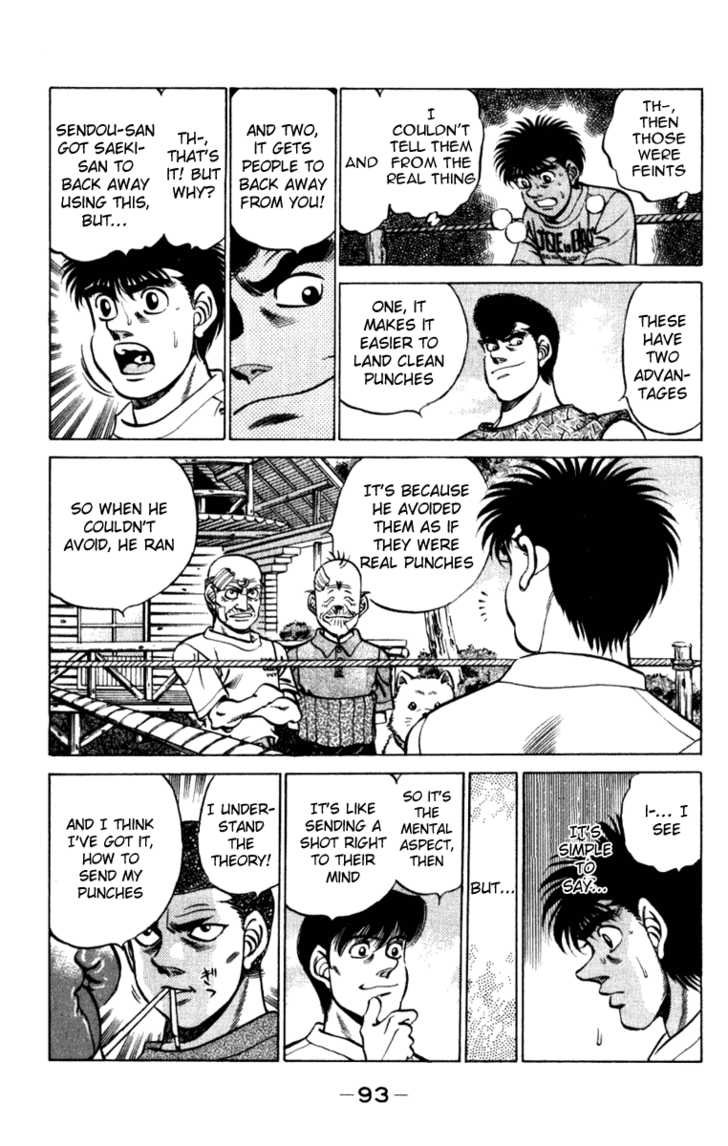 TH-,
THEN
THOSE
WERE
FEINTS
AND
I
COULDN'T
TELL THEM
FROM THE
REAL THING
THESE
HAVE
TWO
ADVAN-
TAGES
ONE, IT
MAKES IT
EASIER TO
LAND CLEAN
PUNCHES
AND TWO,
IT GETS
PEOPLE TO
BACK AWAY
FROM YOU!
TH-,
THAT'S
IT! BUT
WHY?
SENDOU-SAN
GOT SAEKI-
SAN TO
BACK AWAY
USING THIS,
BUT...
IT'S BECAUSE
HE AVOIDED
THEM AS IF
THEY WERE
REAL PUNCHES
SO WHEN HE
COULDN'T
AVOID, HE RAN
I-... I
SEE
IT'S
SIMPLE
TO
SAY...
BUT...
SO IT'S
THE
MENTAL
ASPECT,
THEN
IT'S LIKE
SENDING A
SHOT RIGHT
TO THEIR
MIND
I UNDER-
STAND
THE
THEORY!
AND I THINK
I'VE GOT IT,
HOW TO
SEND MY
PUNCHES
—93—